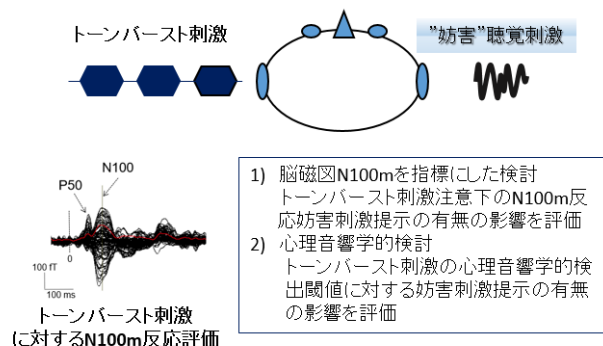 トーンバースト刺激
”妨害”聴覚刺激
N100
P50
0
100 fT
100 ms
トーンバースト刺激
に対するN100m反応評価
1) 脳磁図N100mを指標にした検討
トーンバースト刺激注意下のN100m反
応妨害刺激提示の有無の影響を評価
2) 心理音響学的検討
トーンバースト刺激の心理音響学的検
出閾値に対する妨害刺激提示の有無
の影響を評価